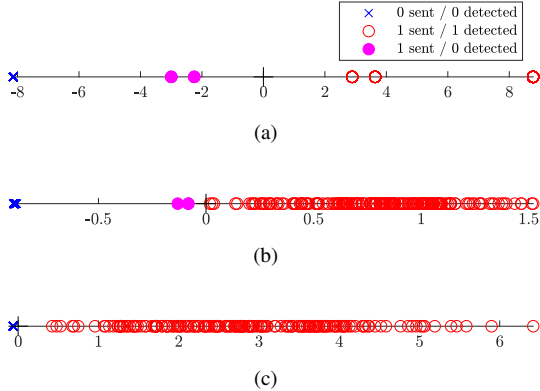 0 sent / 0 detected
1 sent / 1 detected
1 sent / 0 detected
-8 -6 -4 -2 0 2 4 6 8
(a)
-0.5 0 0.5 1 1.5
(b)
0 1 2 3 4 5 6
(c)